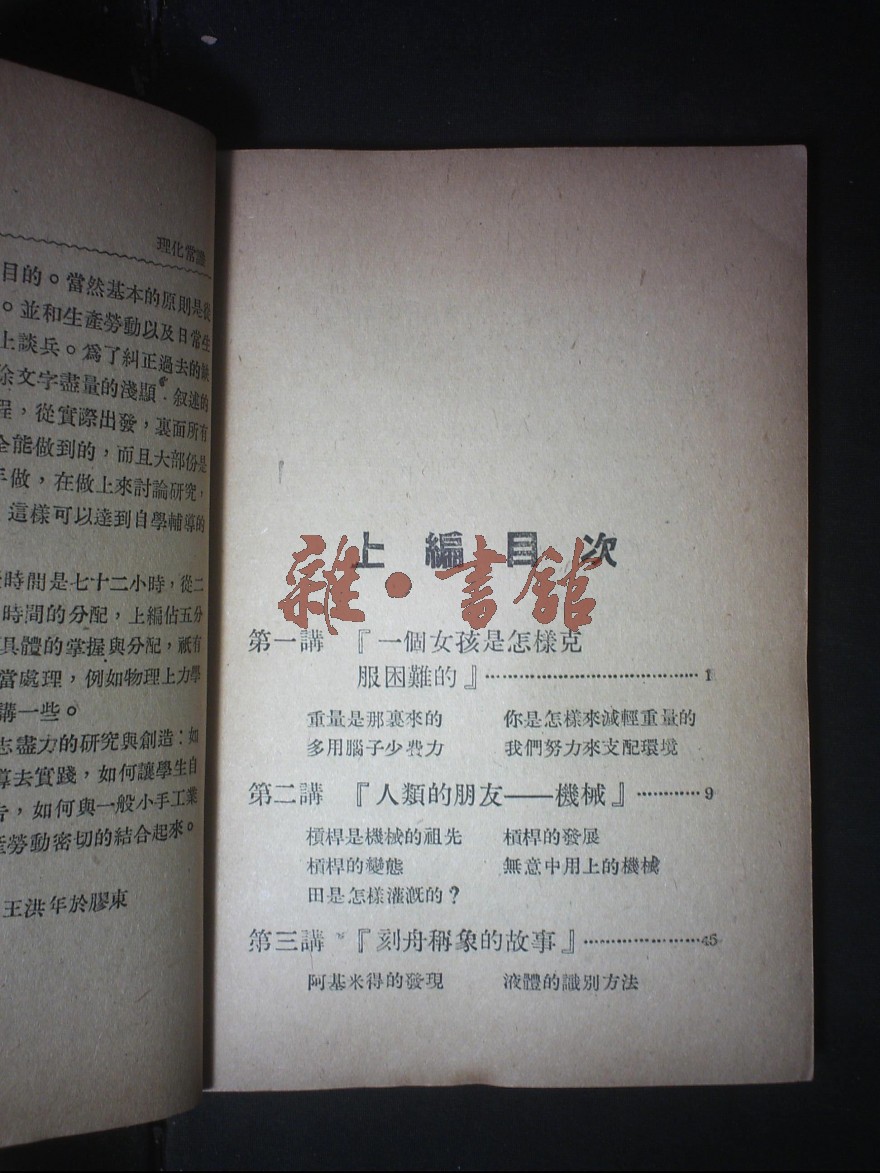 理化常識
目的。當然基本的原則是從
。並和生產勞動以及日常生
上談兵。爲了糾正過去的缺
除文字盡量的淺顯．叙述的
程，從實際出發，裏面所有
全能做到的，而且大部份是
手做，在做上來討論研究，
這樣可以達到自學輔導的
時間是七十二小時，從二
時間的分配，上編佔五分
具體的掌握與分配，祇有
當處理，例如物理上力學
講一些。
志盡力的研究與創造：如
導去實踐，如何讓學生自
，如何與一般小手工業
產勞動密切的結合起來。
王洪年於膠東
上編目次
雜·書館
第一講 『一個女孩是怎樣克
服困難的』……………………………1
重量是那裏來的 你是怎樣來減輕重量的
多用腦子少費力 我們努力來支配環境
第二講 『人類的朋友——機械』…………9
槓桿是機械的祖先 槓桿的發展
槓桿的變態 無意中用上的機械
田是怎樣灌漑的？
第三講 『刻舟稱象的故事』………………45
阿基米得的發現 液體的識別方法